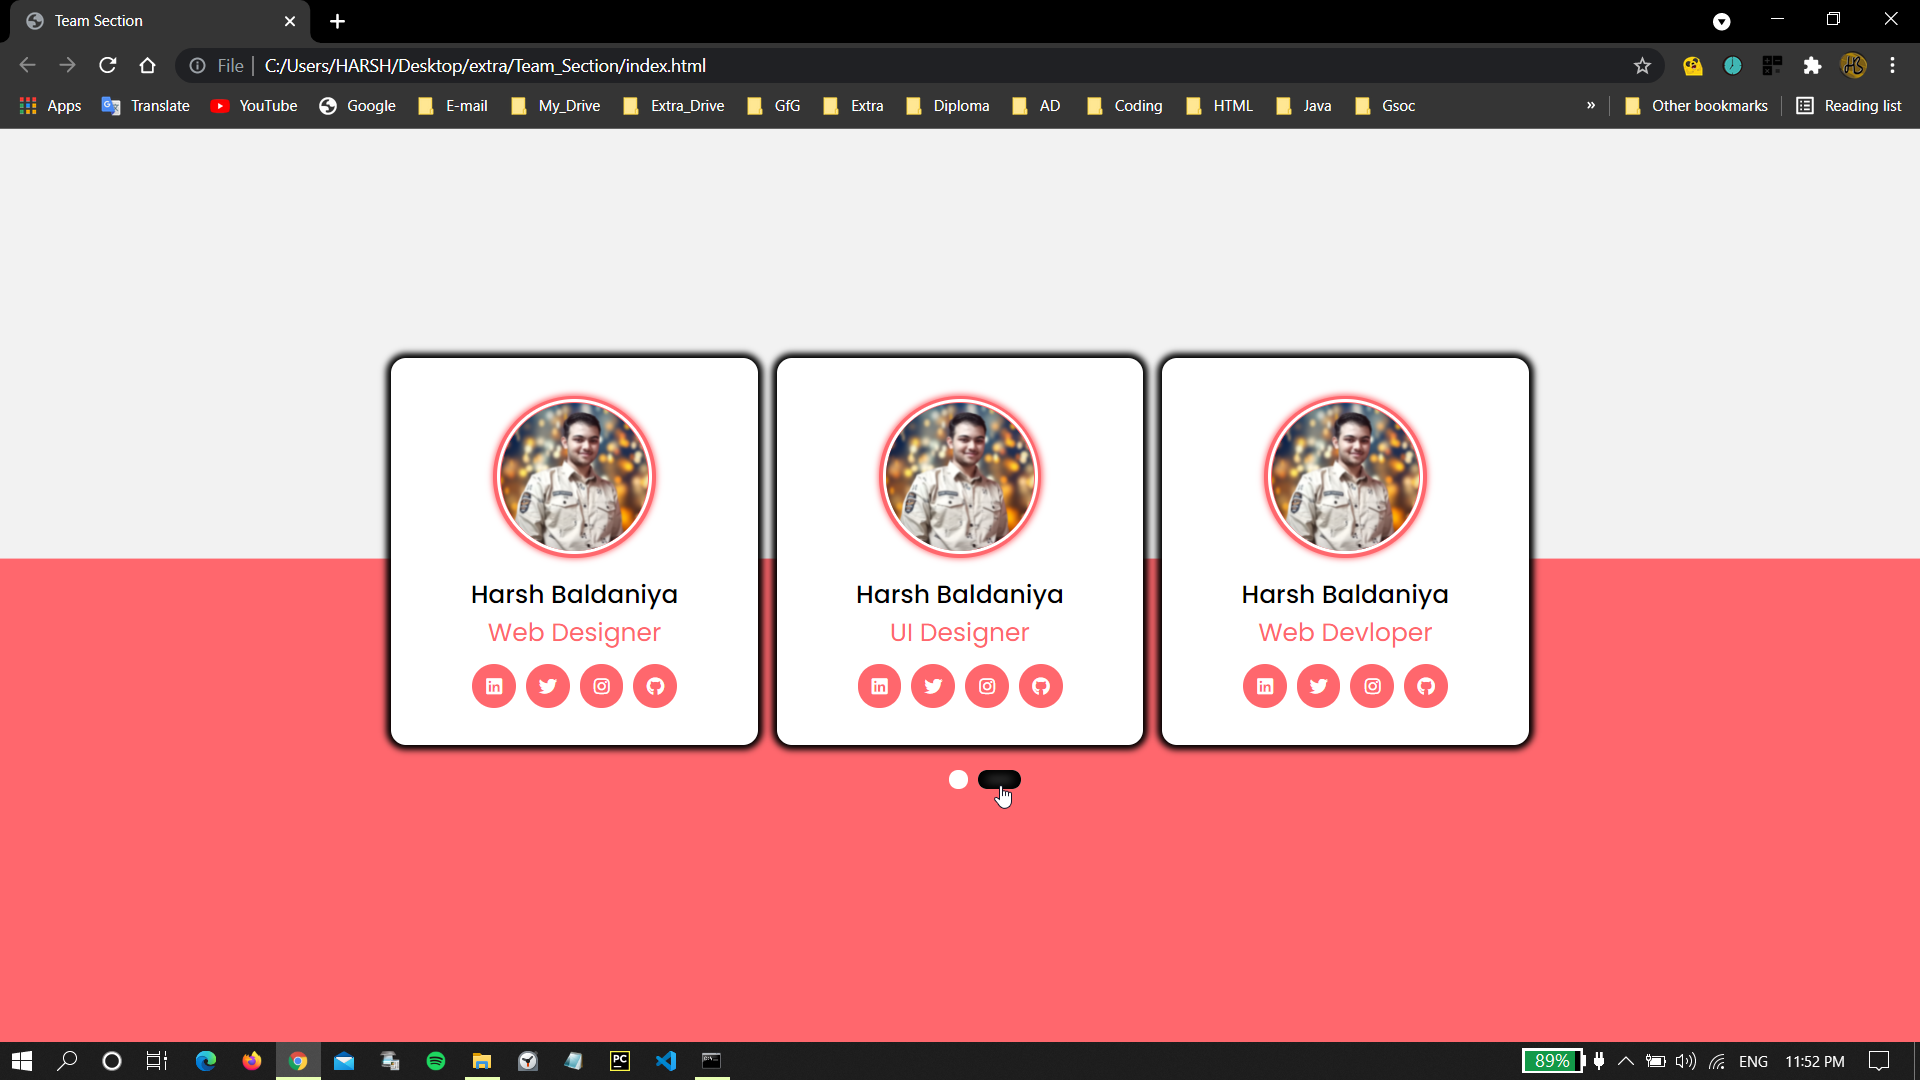 Team Section
File C:/Users/HARSH/Desktop/extra/Team_Section/index.html
Apps Translate YouTube Google E-mail My_Drive Extra_Drive GfG Extra Diploma AD Coding HTML Java Gsoc » Other bookmarks Reading list
Harsh Baldaniya
Web Designer
Harsh Baldaniya
UI Designer
Harsh Baldaniya
Web Devloper
89% ENG 11:52 PM